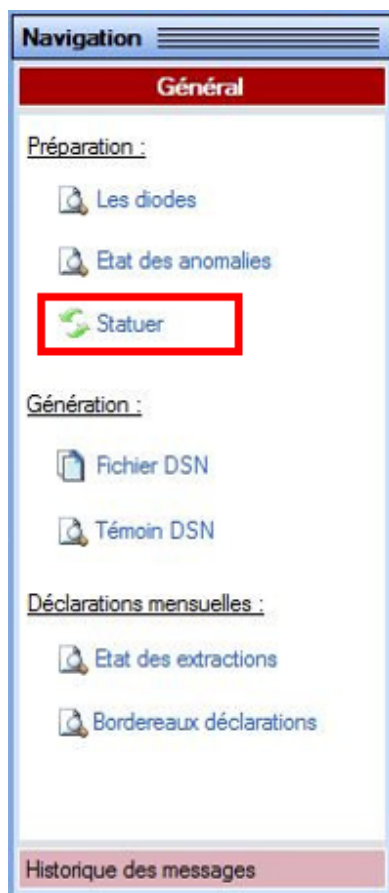 Navigation
Général
Préparation :
Les diodes
Etat des anomalies
Statuer
Génération :
Fichier DSN
Témoin DSN
Déclarations mensuelles :
Etat des extractions
Bordereaux déclarations
Historique des messages